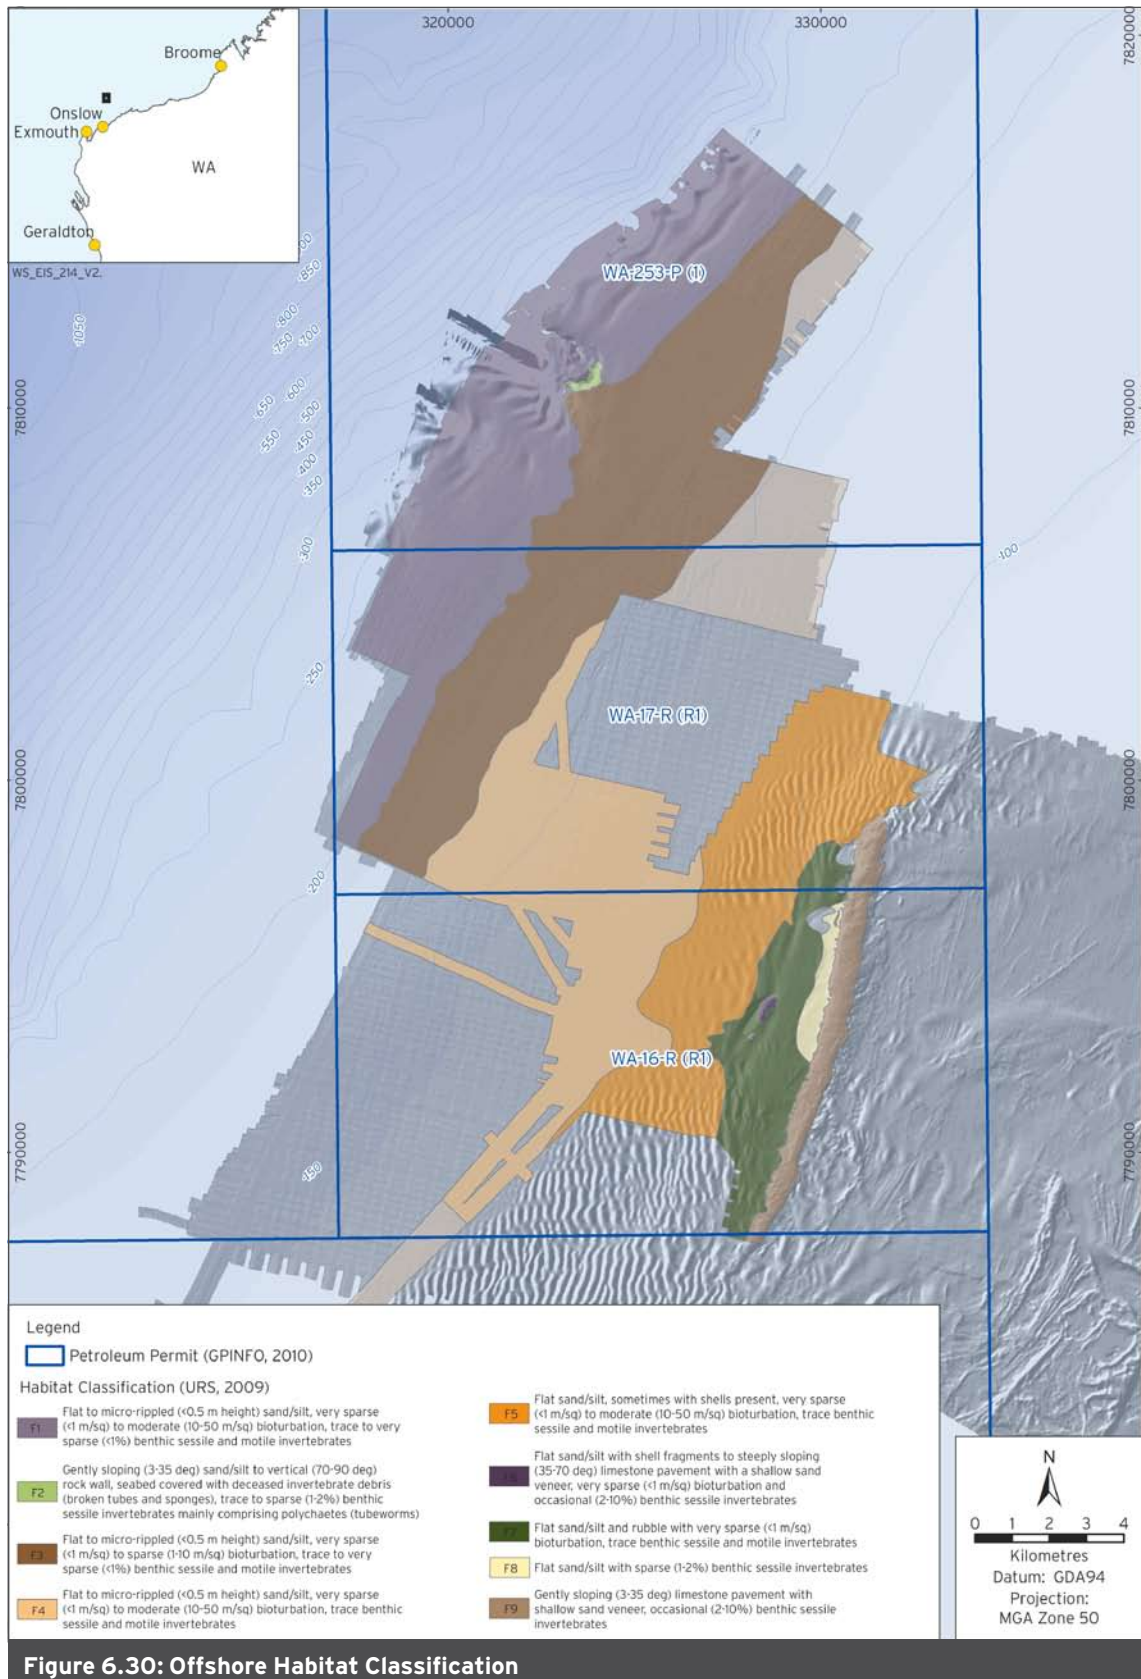 320000
330000
7820000
Broome
Onslow
Exmouth
WA
Geraldton
WS_EIS_214_V2.
-850
-800
-750
-700
-1050
-650
-600
-550
-500
-450
-400
-350
-300
-250
-200
-150
-100
WA-253-P (1)
7810000
7810000
WA-17-R (R1)
7800000
7800000
WA-16-R (R1)
7790000
7790000
Legend
Petroleum Permit (GPINFO, 2010)
Habitat Classification (URS, 2009)
F1
Flat to micro-rippled (<0.5 m height) sand/silt, very sparse
(<1 m/sq) to moderate (10-50 m/sq) bioturbation, trace to very
sparse (<1%) benthic sessile and motile invertebrates
F2
Gently sloping (3-35 deg) sand/silt to vertical (70-90 deg)
rock wall, seabed covered with deceased invertebrate debris
(broken tubes and sponges), trace to sparse (1-2%) benthic
sessile invertebrates mainly comprising polychaetes (tubeworms)
F3
Flat to micro-rippled (<0.5 m height) sand/silt, very sparse
(<1 m/sq) to sparse (1-10 m/sq) bioturbation, trace to very
sparse (<1%) benthic sessile and motile invertebrates
F4
Flat to micro-rippled (<0.5 m height) sand/silt, very sparse
(<1 m/sq) to moderate (10-50 m/sq) bioturbation, trace benthic
sessile and motile invertebrates
F5
Flat sand/silt, sometimes with shells present, very sparse
(<1 m/sq) to moderate (10-50 m/sq) bioturbation, trace benthic
sessile and motile invertebrates
F6
Flat sand/silt with shell fragments to steeply sloping
(35-70 deg) limestone pavement with a shallow sand
veneer, very sparse (<1 m/sq) bioturbation and
occasional (2-10%) benthic sessile invertebrates
F7
Flat sand/silt and rubble with very sparse (<1 m/sq)
bioturbation, trace benthic sessile and motile invertebrates
F8
Flat sand/silt with sparse (1-2%) benthic sessile invertebrates
F9
Gently sloping (3-35 deg) limestone pavement with
shallow sand veneer, occasional (2-10%) benthic sessile
invertebrates
N
0 1 2 3 4
Kilometres
Datum: GDA94
Projection:
MGA Zone 50
Figure 6.30: Offshore Habitat Classification